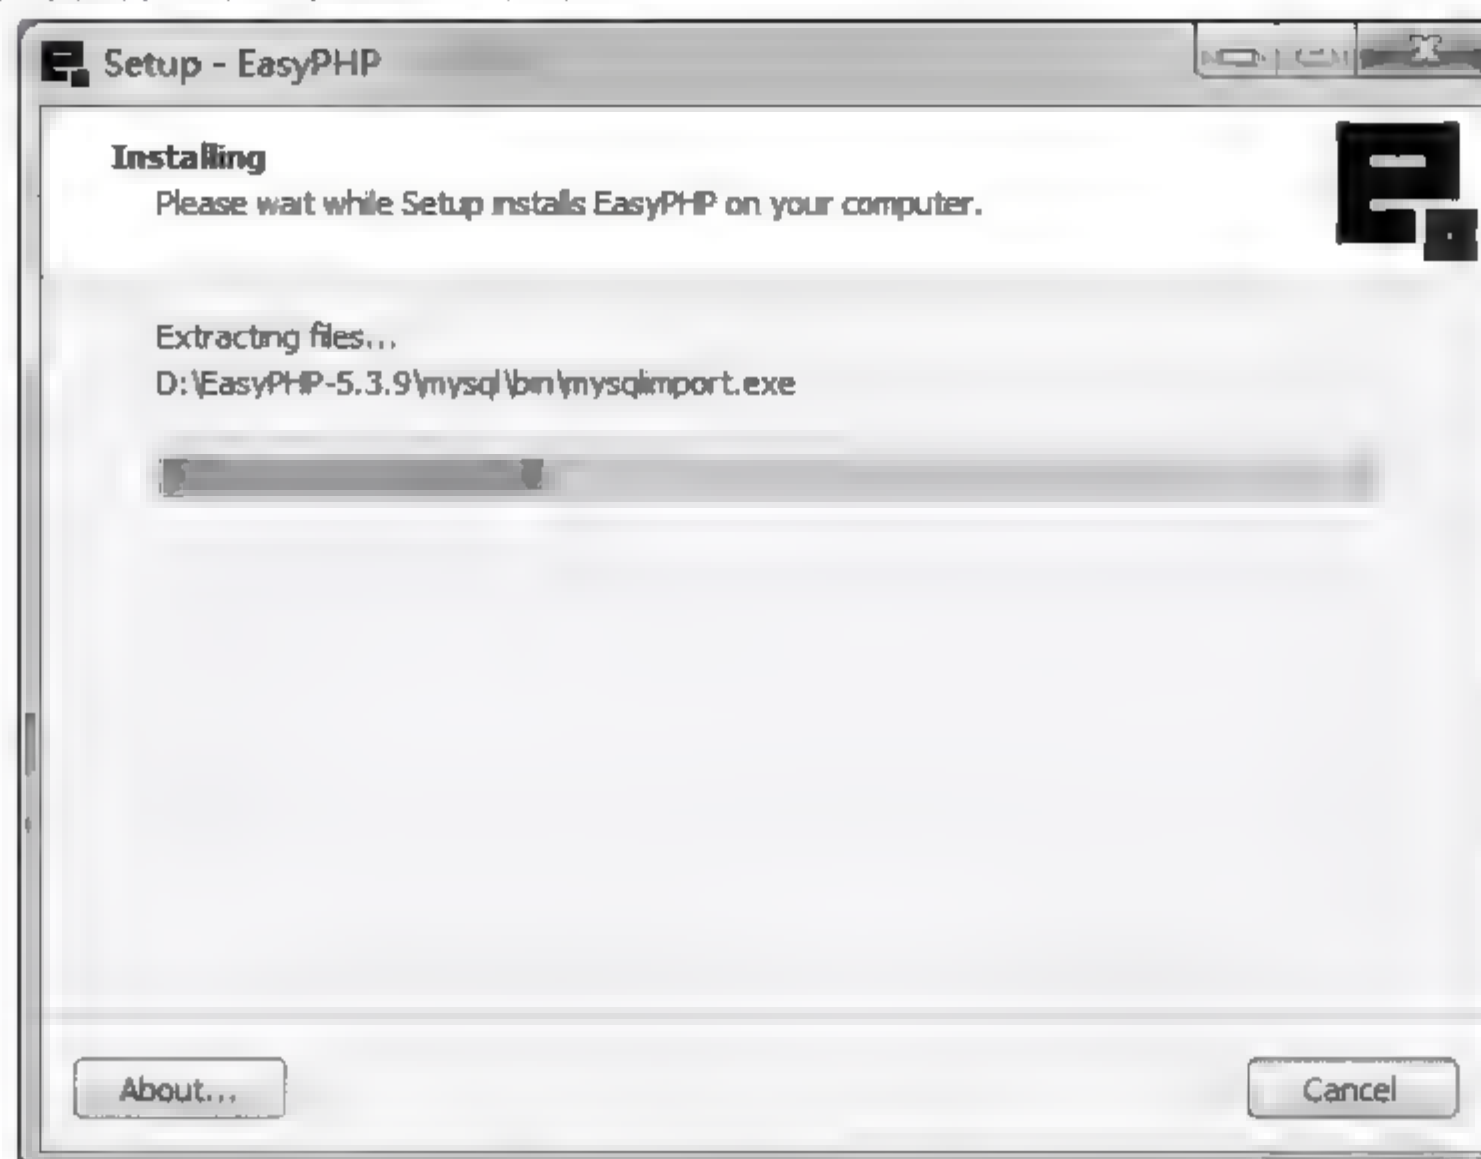 Setup - EasyPHP
Installing
Please wait while Setup installs EasyPHP on your computer.
Extracting files...
D:\EasyPHP-5.3.9\mysql\bin\mysqlimport.exe
About...
Cancel